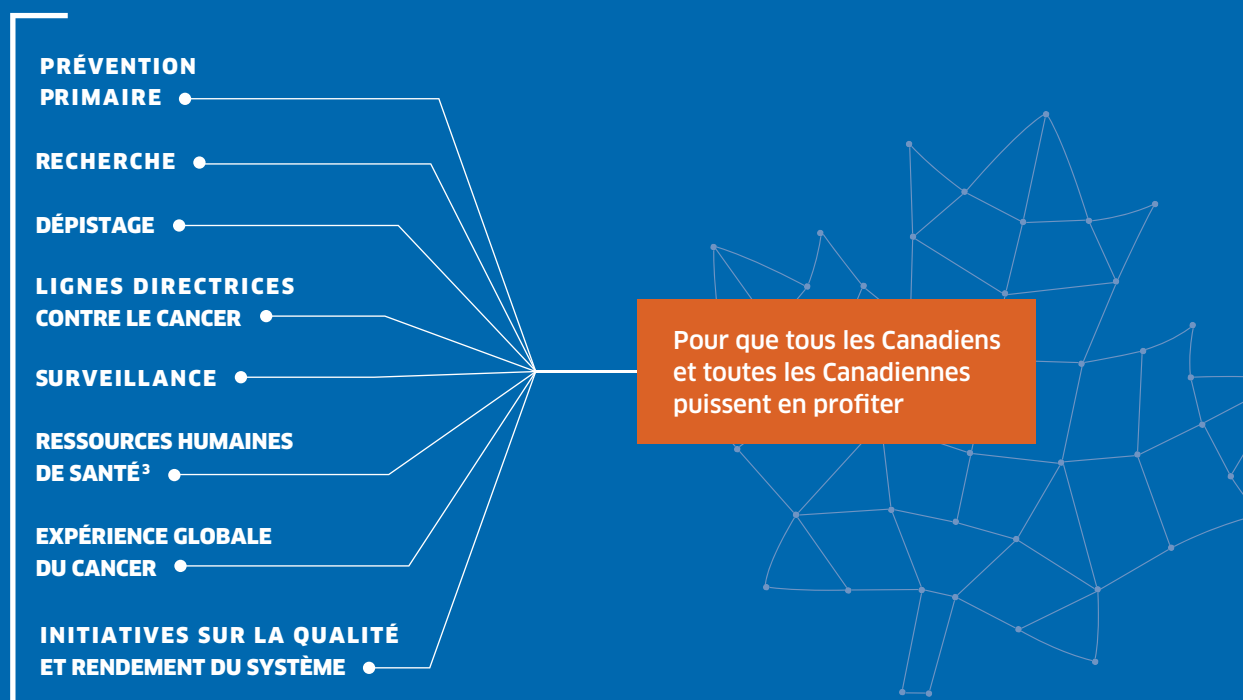 PRÉVENTION
PRIMAIRE
RECHERCHE
DÉPISTAGE
LIGNES DIRECTRICES
CONTRE LE CANCER
SURVEILLANCE
RESSOURCES HUMAINES
DE SANTÉ³
EXPÉRIENCE GLOBALE
DU CANCER
INITIATIVES SUR LA QUALITÉ
ET RENDEMENT DU SYSTÈME
Pour que tous les Canadiens
et toutes les Canadiennes
puissent en profiter